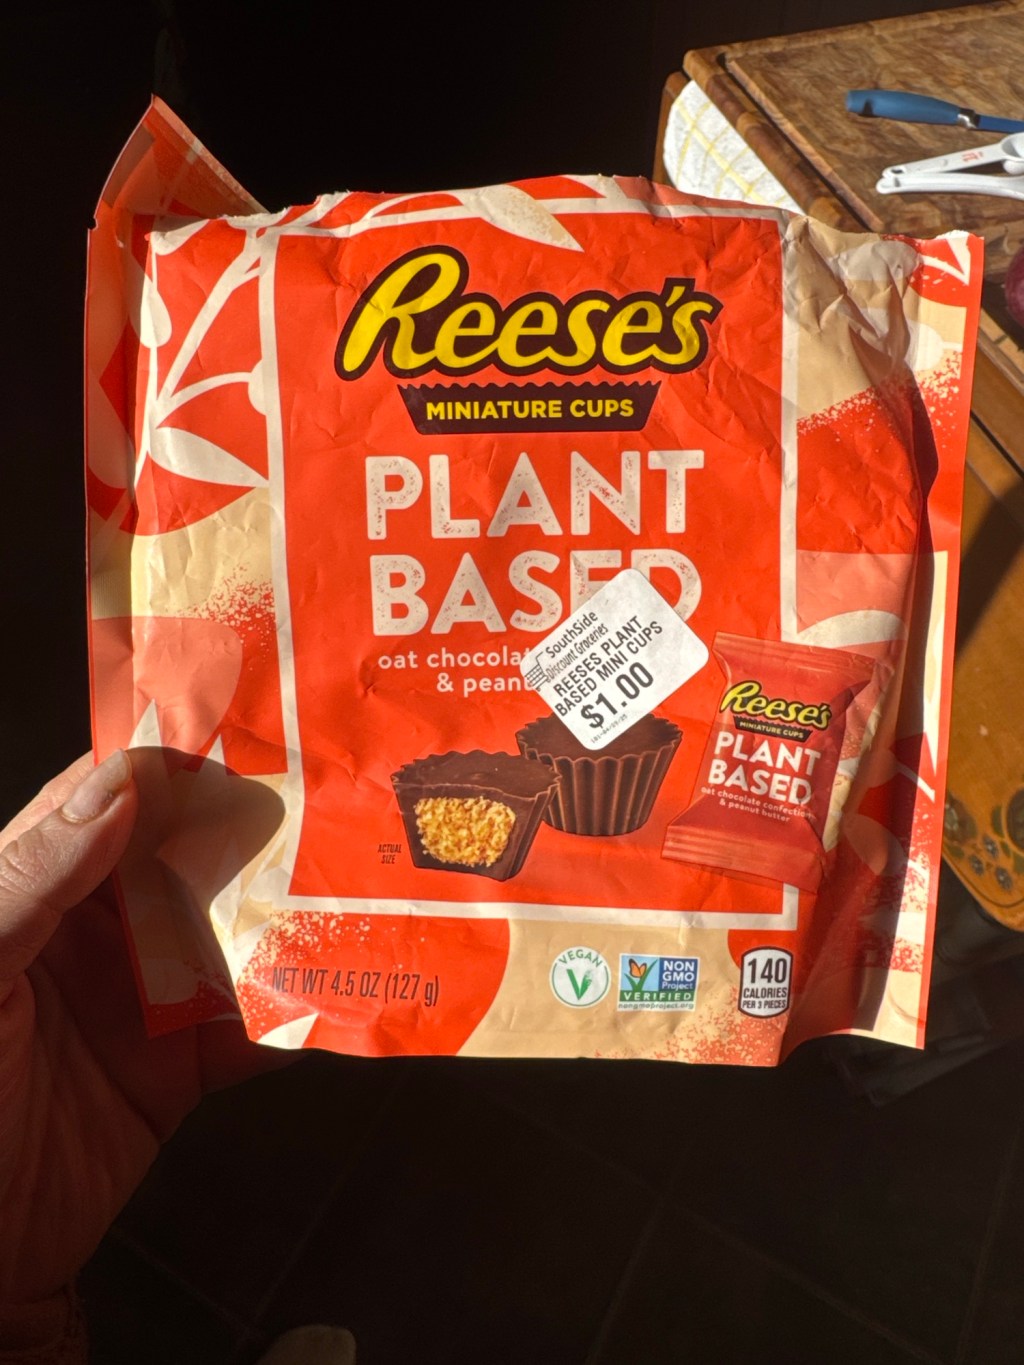 Reese's
MINIATURE CUPS
PLANT
BASED
oat chocola
& peanu
SouthSide
Discount Groceries
REESES PLANT
BASED MINI CUPS
$1.00
Reese's
MINIATURE CUPS
PLANT
BASED
oat chocolate confection
& peanut butter
ACTUAL
SIZE
NET WT 4.5 OZ (127 g)
VEGAN
V
NON
GMO
Project
VERIFIED
nongmoproject.org
140
CALORIES
PER 3 PIECES